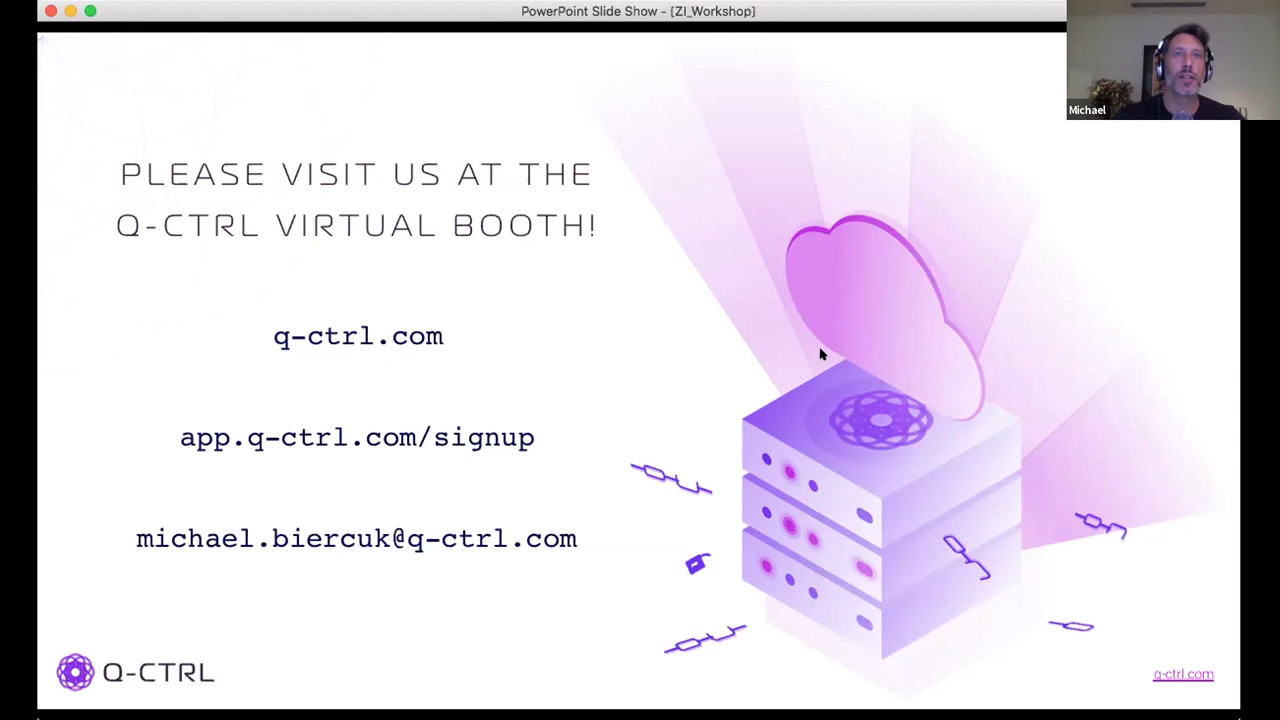 PowerPoint Slide Show - [ZI_Workshop]
Michael
PLEASE VISIT US AT THE
Q-CTRL VIRTUAL BOOTH!
q-ctrl.com
app.q-ctrl.com/signup
michael.biercuk@q-ctrl.com
Q-CTRL
q-ctrl.com